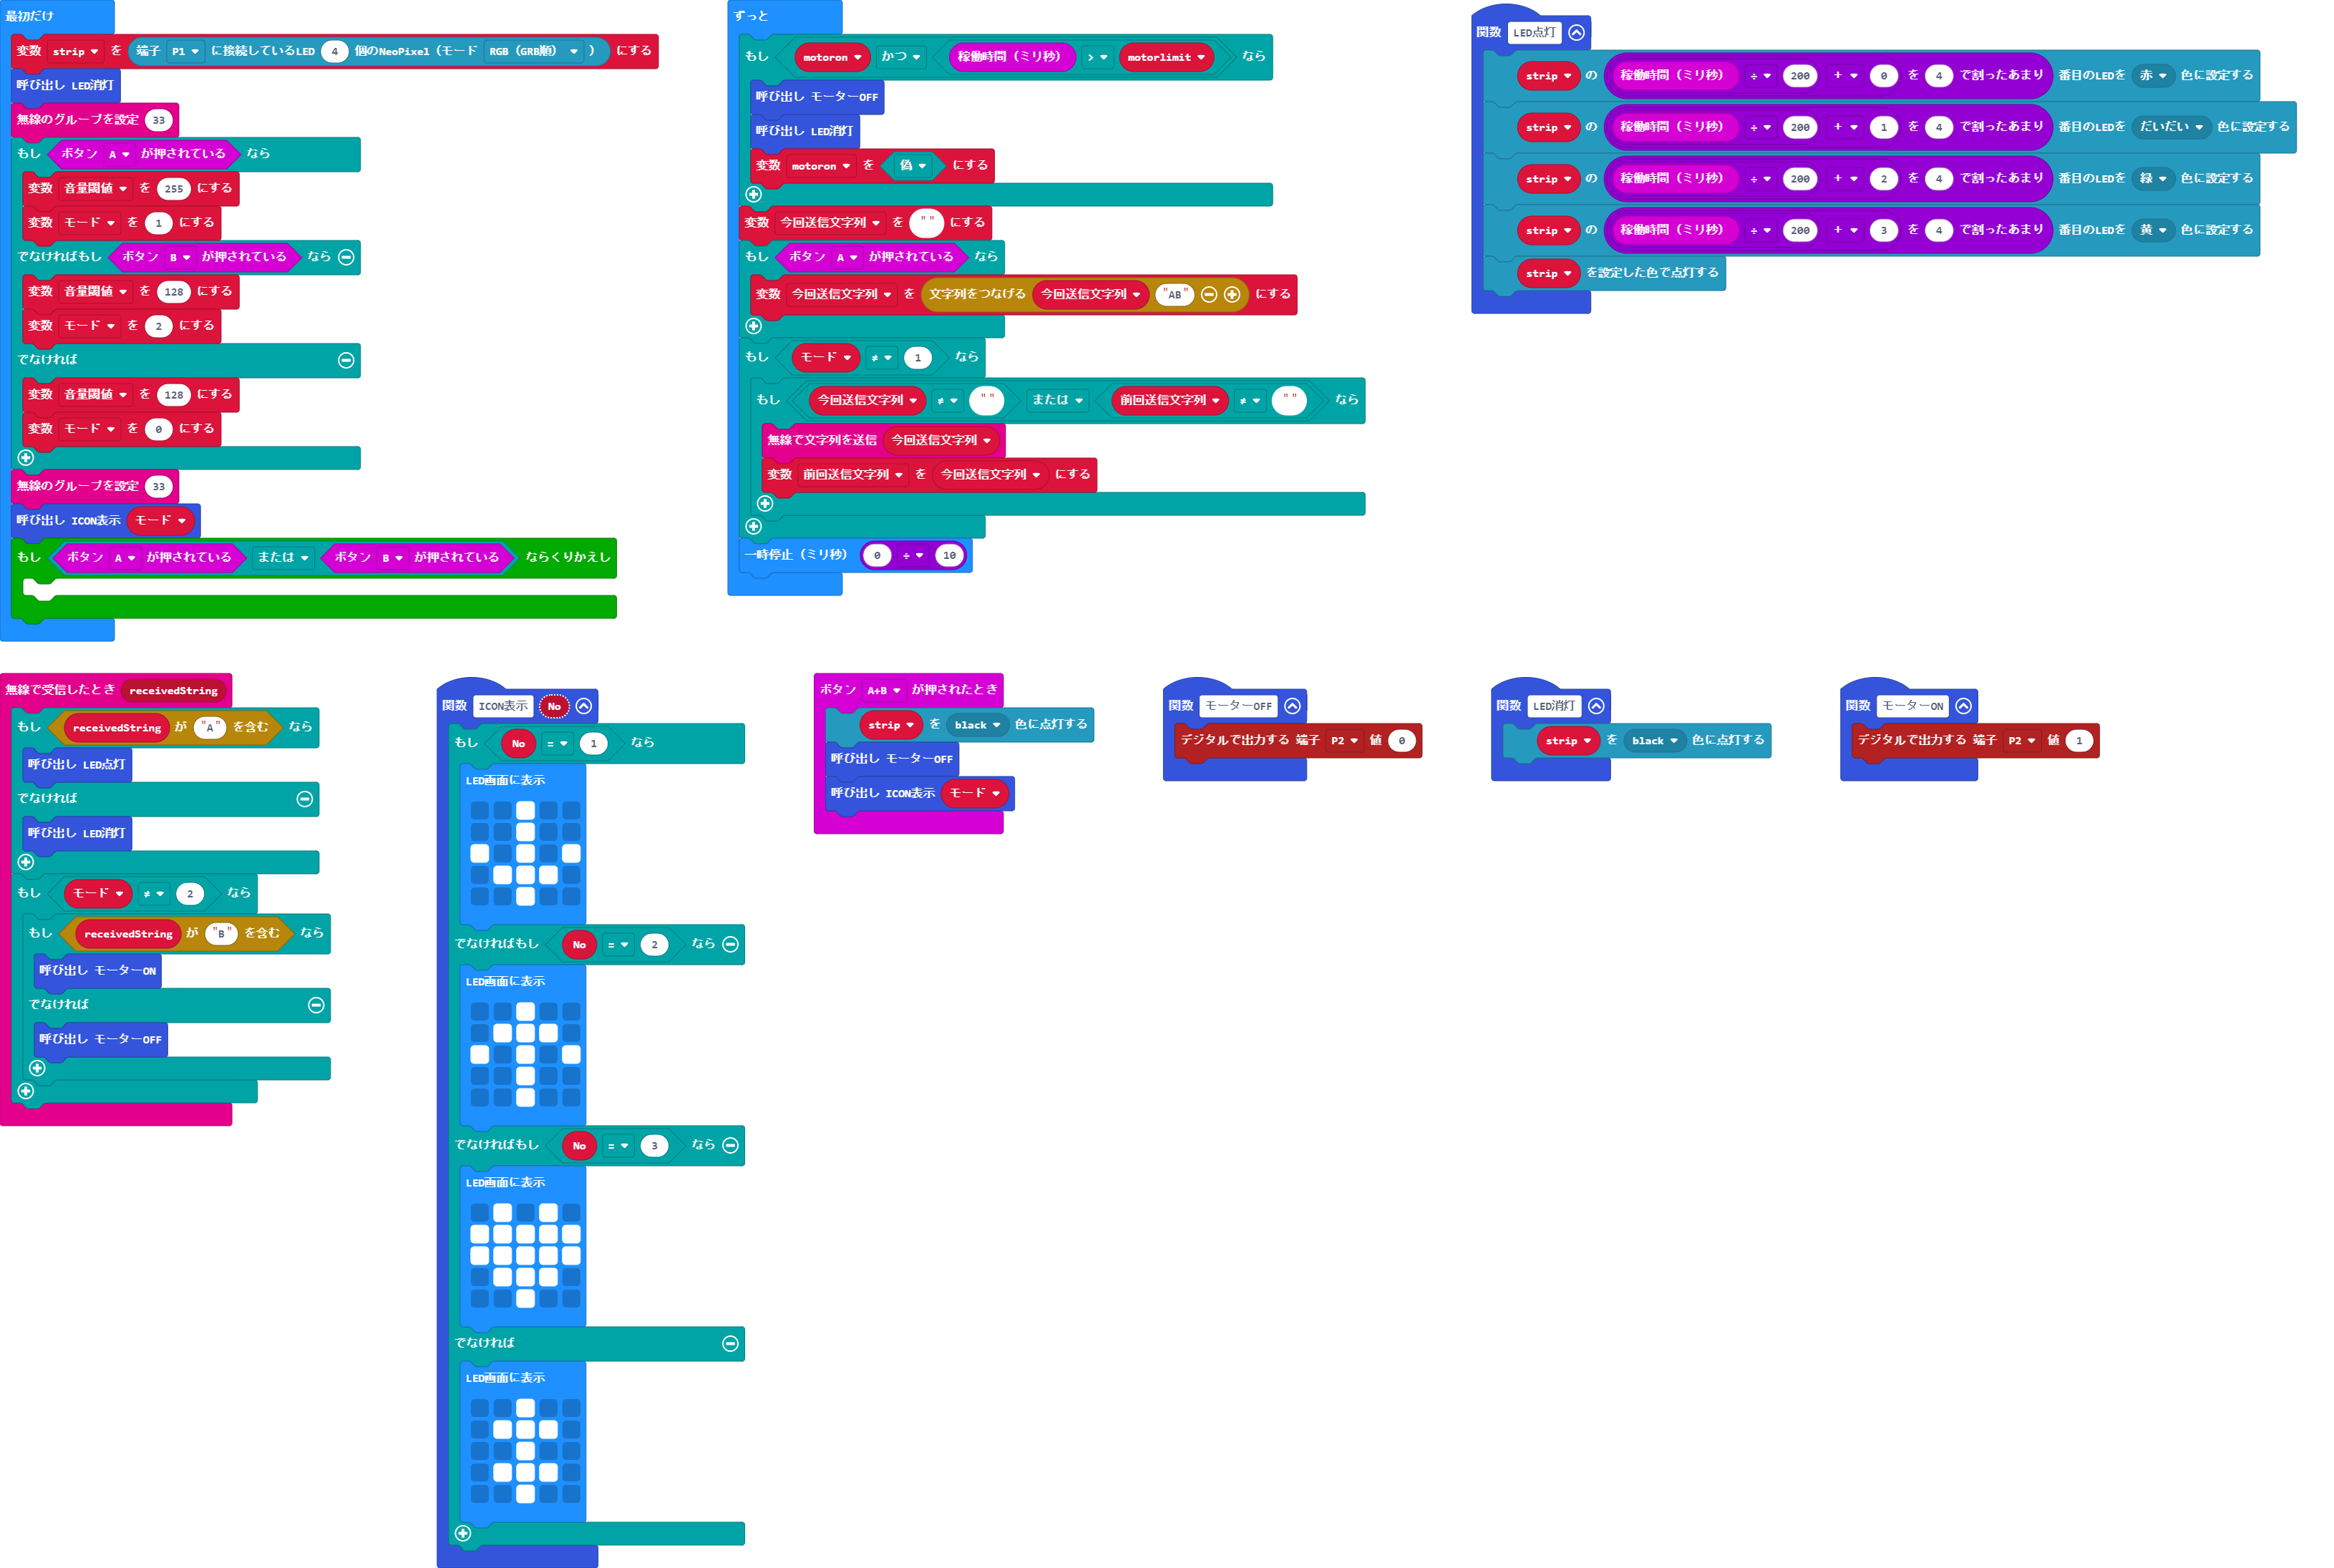 最初だけ
変数 strip を 端子 P1 に接続しているLED 4 個のNeoPixel（モード RGB（GRB順） ） にする
呼び出し LED消灯
無線のグループを設定 33
もし ボタン A が押されている なら
変数 音量閾値 を 255 にする
変数 モード を 1 にする
でなければもし ボタン B が押されている なら
変数 音量閾値 を 128 にする
変数 モード を 2 にする
でなければ
変数 音量閾値 を 128 にする
変数 モード を 0 にする
無線のグループを設定 33
呼び出し ICON表示 モード
もし ボタン A が押されている または ボタン B が押されている ならくりかえし
ずっと
もし motoron かつ 稼働時間（ミリ秒） > motorlimit なら
呼び出し モーターOFF
呼び出し LED消灯
変数 motoron を 偽 にする
変数 今回送信文字列 を "" にする
もし ボタン A が押されている なら
変数 今回送信文字列 を 文字列をつなげる 今回送信文字列 "AB" にする
もし モード ≠ 1 なら
もし 今回送信文字列 ≠ "" または 前回送信文字列 ≠ "" なら
無線で文字列を送信 今回送信文字列
変数 前回送信文字列 を 今回送信文字列 にする
一時停止（ミリ秒） 0 ÷ 10
関数 LED点灯
strip の 稼働時間（ミリ秒） ÷ 200 + 0 を 4 で割ったあまり 番目のLEDを 赤 色に設定する
strip の 稼働時間（ミリ秒） ÷ 200 + 1 を 4 で割ったあまり 番目のLEDを だいだい 色に設定する
strip の 稼働時間（ミリ秒） ÷ 200 + 2 を 4 で割ったあまり 番目のLEDを 緑 色に設定する
strip の 稼働時間（ミリ秒） ÷ 200 + 3 を 4 で割ったあまり 番目のLEDを 黄 色に設定する
strip を設定した色で点灯する
無線で受信したとき receivedString
もし receivedString が "A" を含む なら
呼び出し LED点灯
でなければ
呼び出し LED消灯
もし モード ≠ 2 なら
もし receivedString が "B" を含む なら
呼び出し モーターON
でなければ
呼び出し モーターOFF
関数 ICON表示 No
もし No = 1 なら
LED画面に表示
でなければもし No = 2 なら
LED画面に表示
でなければもし No = 3 なら
LED画面に表示
でなければ
LED画面に表示
ボタン A+B が押されたとき
strip を black 色に点灯する
呼び出し モーターOFF
呼び出し ICON表示 モード
関数 モーターOFF
デジタルで出力する 端子 P2 値 0
関数 LED消灯
strip を black 色に点灯する
関数 モーターON
デジタルで出力する 端子 P2 値 1